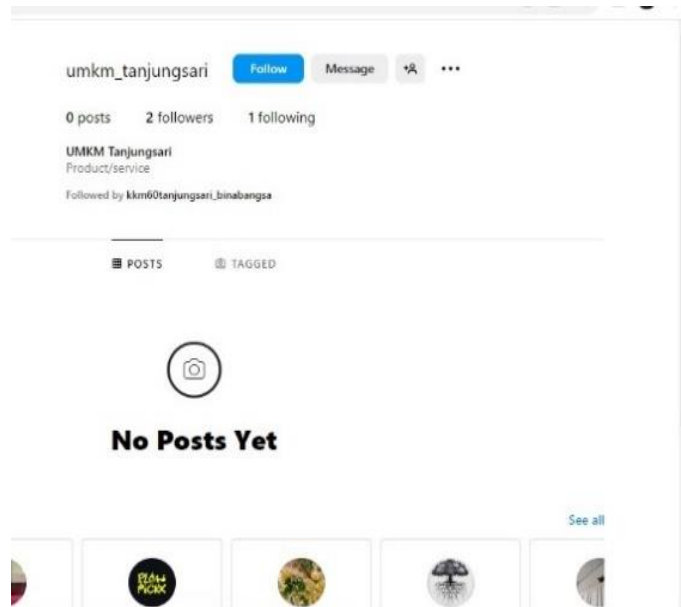 umkm_tanjungsari Follow Message
0 posts 2 followers 1 following
UMKM Tanjungsari
Product/service
Followed by kkm60tanjungsari_binabangsa
POSTS TAGGED
No Posts Yet
See all